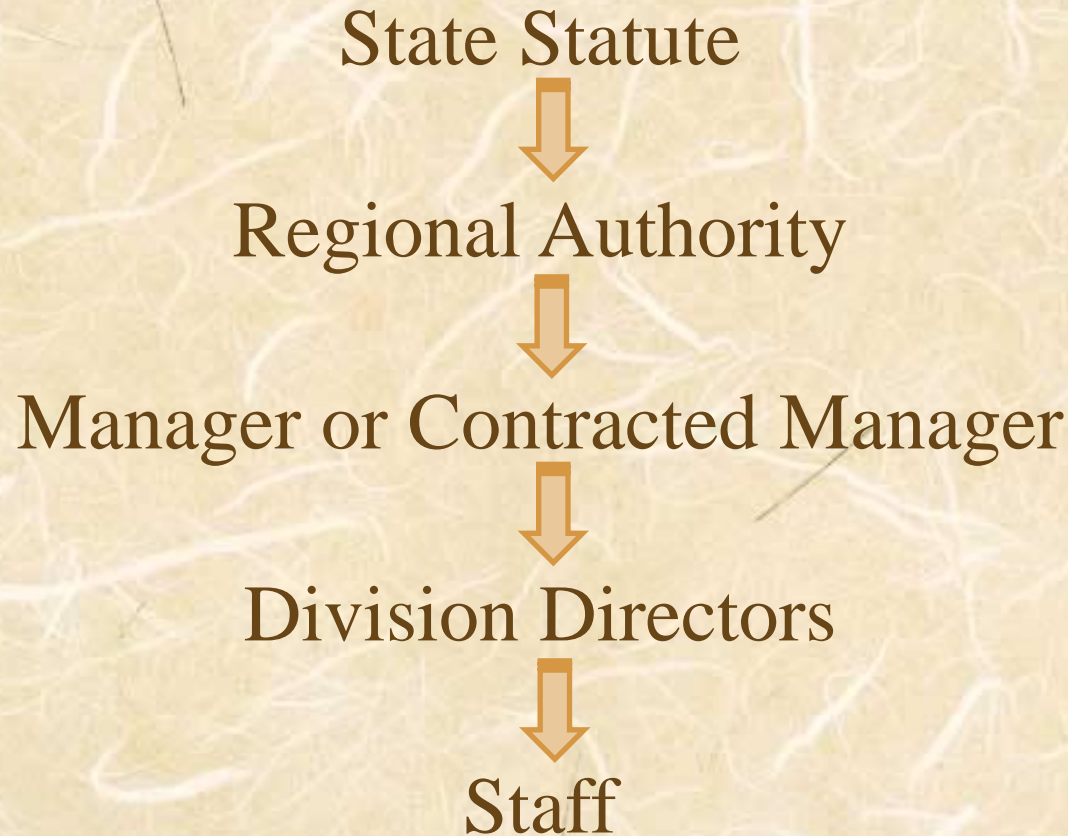 State Statute
Regional Authority
Manager or Contracted Manager
Division Directors
Staff